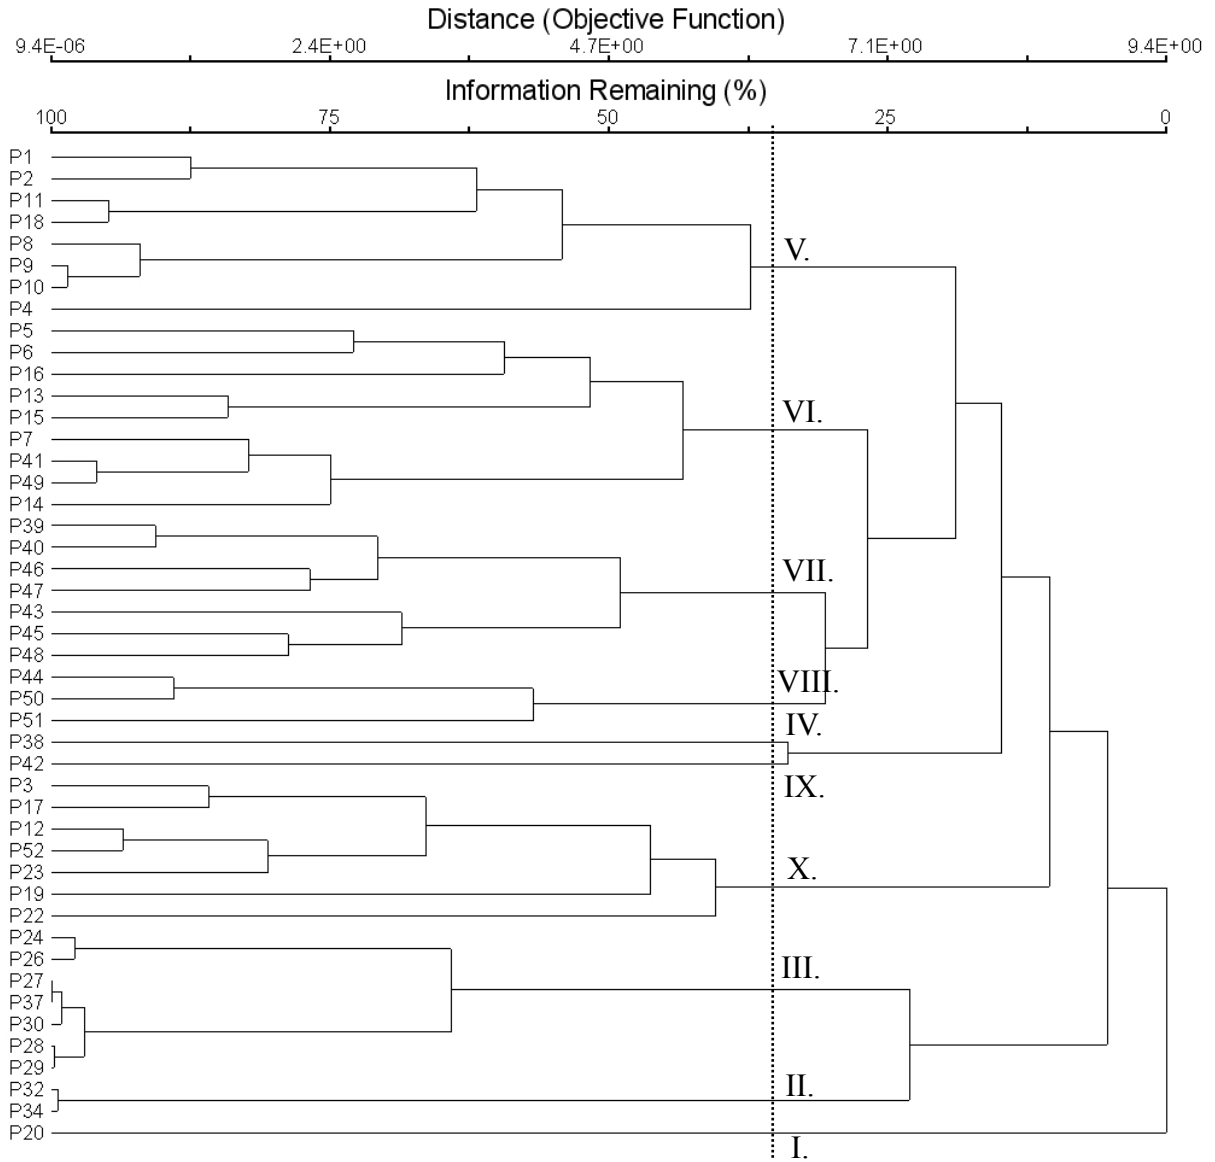 Distance (Objective Function)
9.4E-06 2.4E+00 4.7E+00 7.1E+00 9.4E+00
Information Remaining (%)
100 75 50 25 0
P1
P2
P11
P18
P8
V.
P9
P10
P4
P5
P6
P16
P13
VI.
P15
P7
P41
P49
P14
P39
P40
P46
VII.
P47
P43
P45
P48
P44
VIII.
P50
P51
IV.
P38
P42
P3
IX.
P17
P12
P52
P23
X.
P19
P22
P24
P26
III.
P27
P37
P30
P28
P29
P32
II.
P34
P20
I.